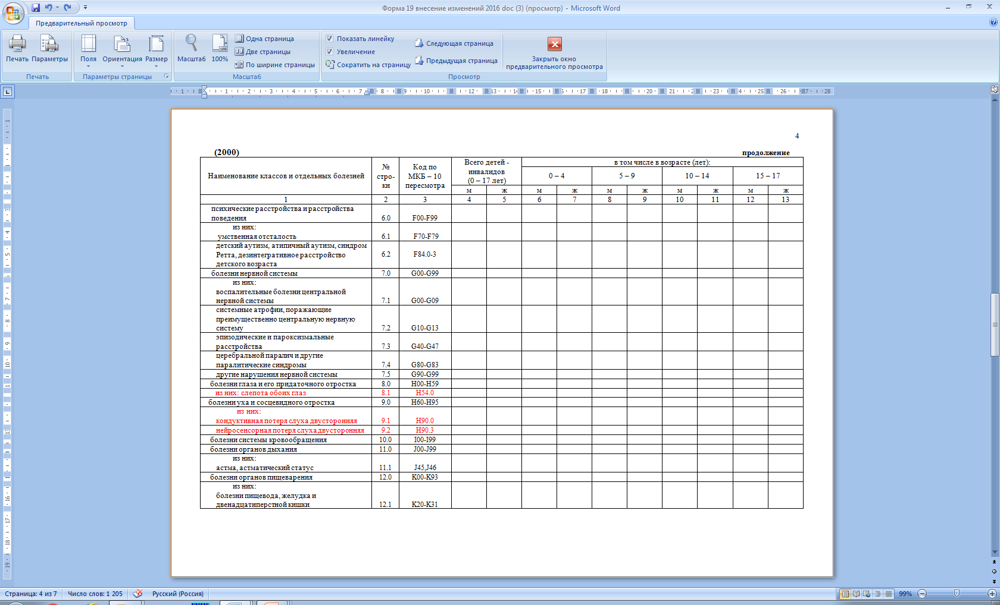 Форма 19 внесение изменений 2016 doc (3) (просмотр) - Microsoft Word
Предварительный просмотр
Печать Параметры Поля Ориентация Размер Масштаб 100% Одна страница Две страницы По ширине страницы Показать линейку Увеличение Сократить на страницу Следующая страница Предыдущая страница Закрыть окно предварительного просмотра
Печать Параметры страницы Масштаб Просмотр
4
(2000) продолжение
Наименование классов и отдельных болезней
№ стро-ки
Код по МКБ – 10 пересмотра
Всего детей - инвалидов (0 – 17 лет)
в том числе в возрасте (лет):
0 – 4 5 – 9 10 – 14 15 – 17
м ж м ж м ж м ж м ж
1 2 3 4 5 6 7 8 9 10 11 12 13
психические расстройства и расстройства
поведения 6.0 F00-F99
из них:
умственная отсталость 6.1 F70-F79
детский аутизм, атипичный аутизм, синдром
Ретта, дезинтегративное расстройство 6.2 F84.0-3
детского возраста
болезни нервной системы 7.0 G00-G99
из них:
воспалительные болезни центральной
нервной системы 7.1 G00-G09
системные атрофии, поражающие
преимущественно центральную нервную
систему 7.2 G10-G13
эпизодические и пароксизмальные
расстройства 7.3 G40-G47
церебральной паралич и другие
паралитические синдромы 7.4 G80-G83
другие нарушения нервной системы 7.5 G90-G99
болезни глаза и его придаточного отростка 8.0 H00-H59
из них: слепота обоих глаз 8.1 H54.0
болезни уха и сосцевидного отростка 9.0 H60-H95
из них:
кондуктивная потеря слуха двусторонняя 9.1 H90.0
нейросенсорная потеря слуха двусторонняя 9.2 H90.3
болезни системы кровообращения 10.0 I00-I99
болезни органов дыхания 11.0 J00-J99
из них:
астма, астматический статус 11.1 J45,J46
болезни органов пищеварения 12.0 K00-K93
из них:
болезни пищевода, желудка и
двенадцатиперстной кишки 12.1 K20-K31
Страница: 4 из 7 Число слов: 1 205 Русский (Россия) 99%